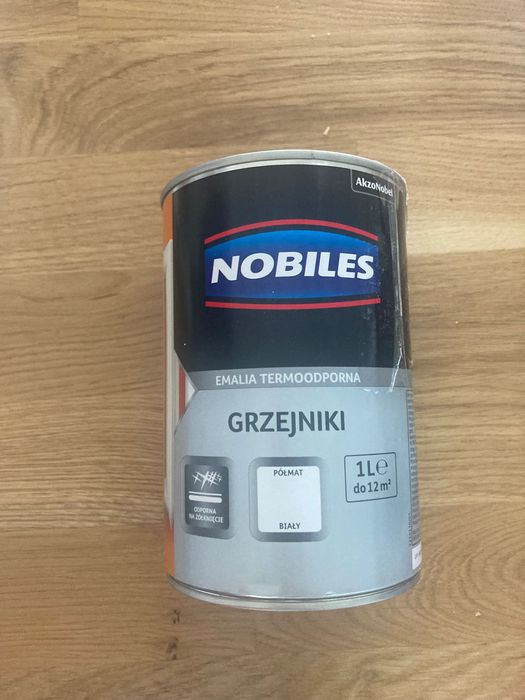 AkzoNobel
NOBILES
EMALIA TERMOODPORNA
GRZEJNIKI
ODPORNA
NA ŻÓŁKNIĘCIE
PÓŁMAT
BIAŁY
1L℮
do 12m²